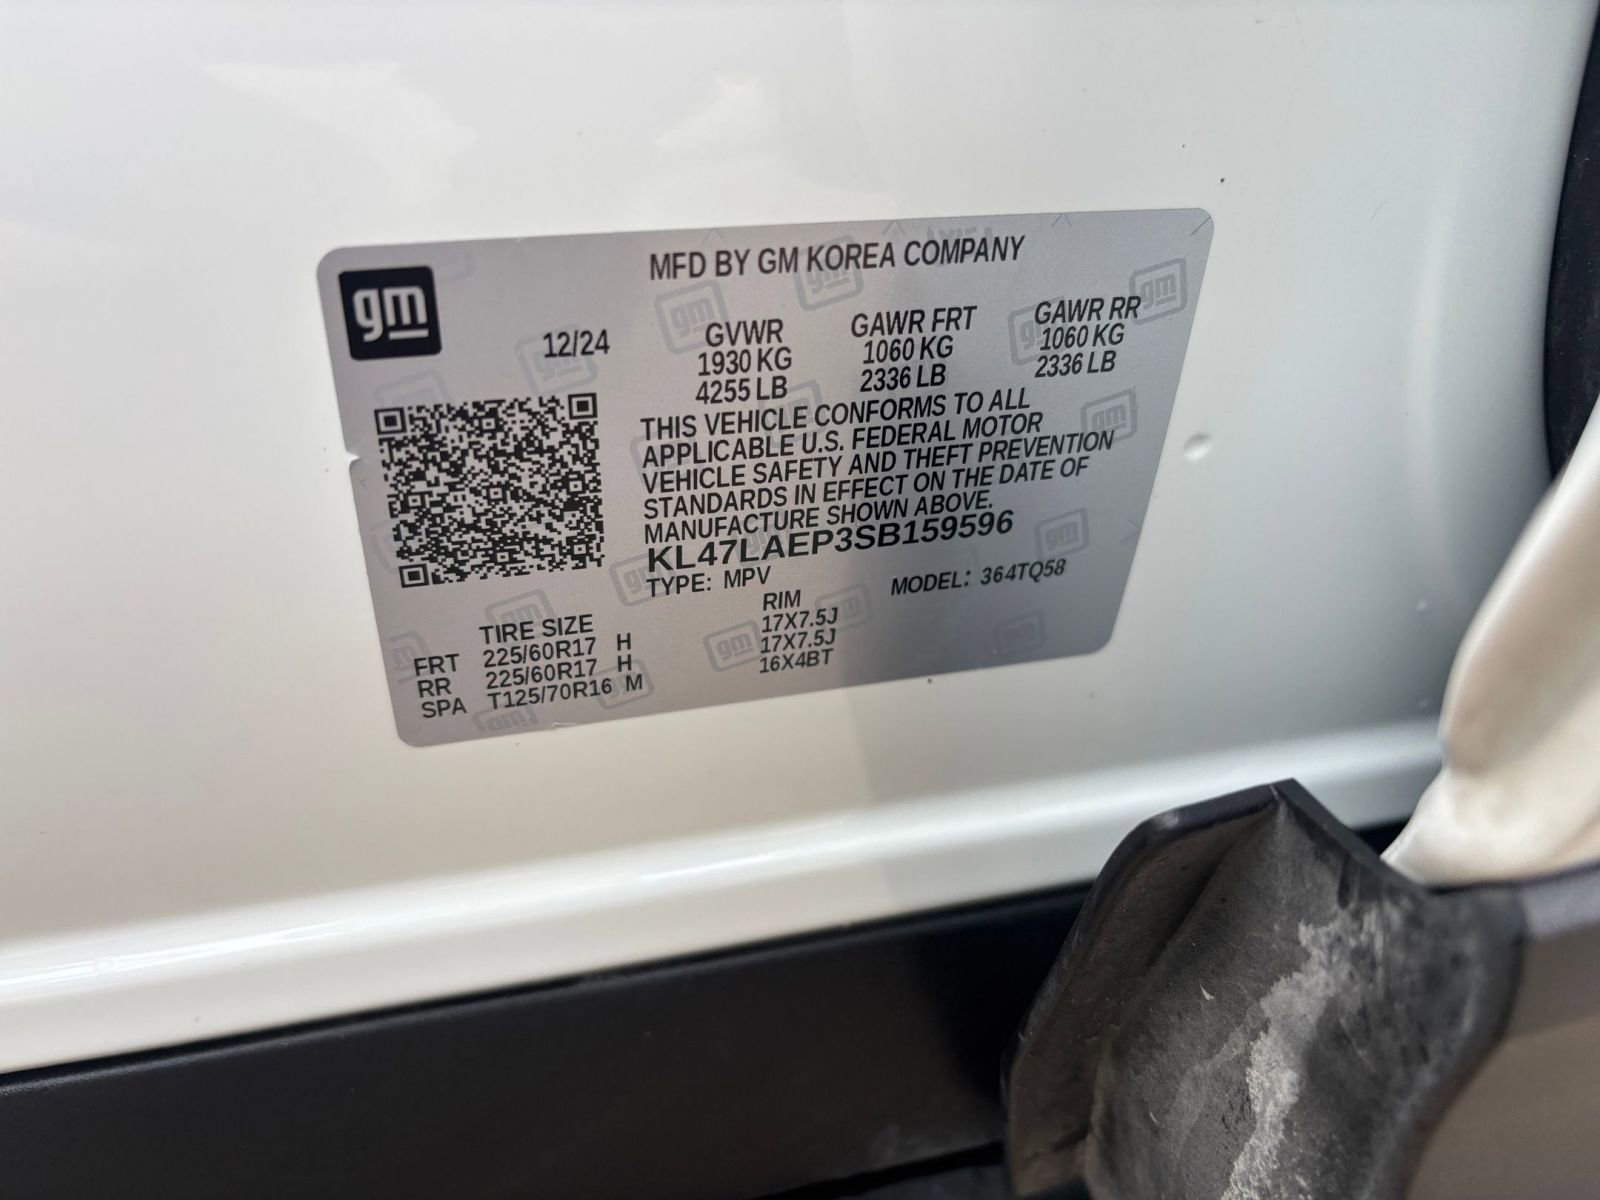 gm
MFD BY GM KOREA COMPANY
12/24
GVWR GAWR FRT GAWR RR
1930 KG 1060 KG 1060 KG
4255 LB 2336 LB 2336 LB
THIS VEHICLE CONFORMS TO ALL
APPLICABLE U.S. FEDERAL MOTOR
VEHICLE SAFETY AND THEFT PREVENTION
STANDARDS IN EFFECT ON THE DATE OF
MANUFACTURE SHOWN ABOVE.
KL47LAEP3SB159596
TYPE: MPV MODEL: 364TQ58
TIRE SIZE RIM
FRT 225/60R17 H 17X7.5J
RR 225/60R17 H 17X7.5J
SPA T125/70R16 M 16X4BT